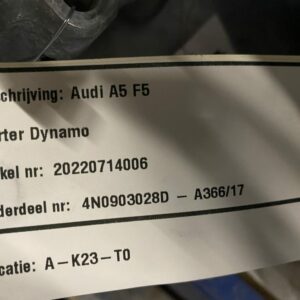 chrijving: Audi A5 F5
rter Dynamo
kel nr: 20220714006
derdeel nr: 4N0903028D – A366/17
catie: A–K23–T0